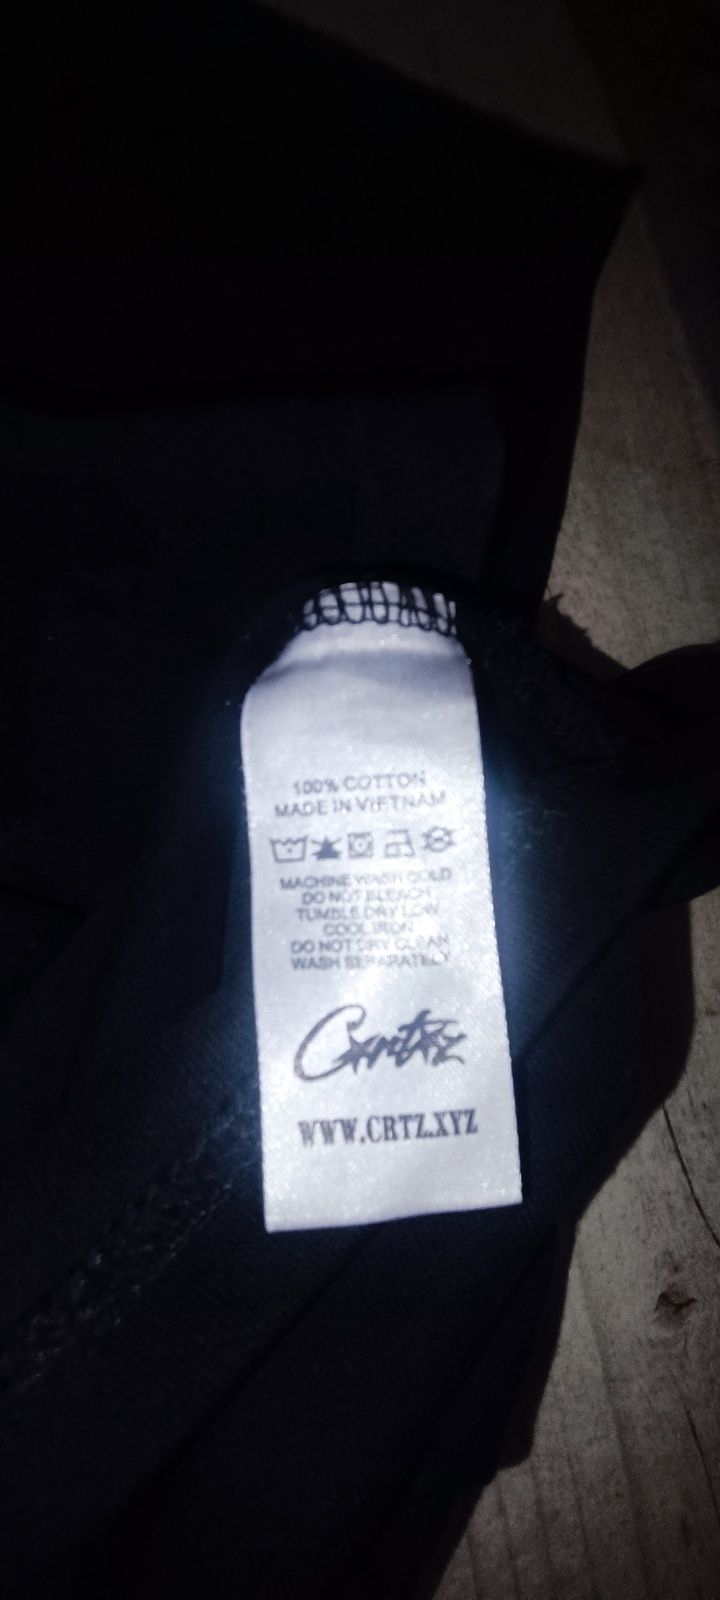 100% COTTON
MADE IN VIETNAM
MACHINE WASH COLD
DO NOT BLEACH
TUMBLE DRY LOW
COOL IRON
DO NOT DRY CLEAN
WASH SEPARATELY
Cortez
WWW.CRTZ.XYZ